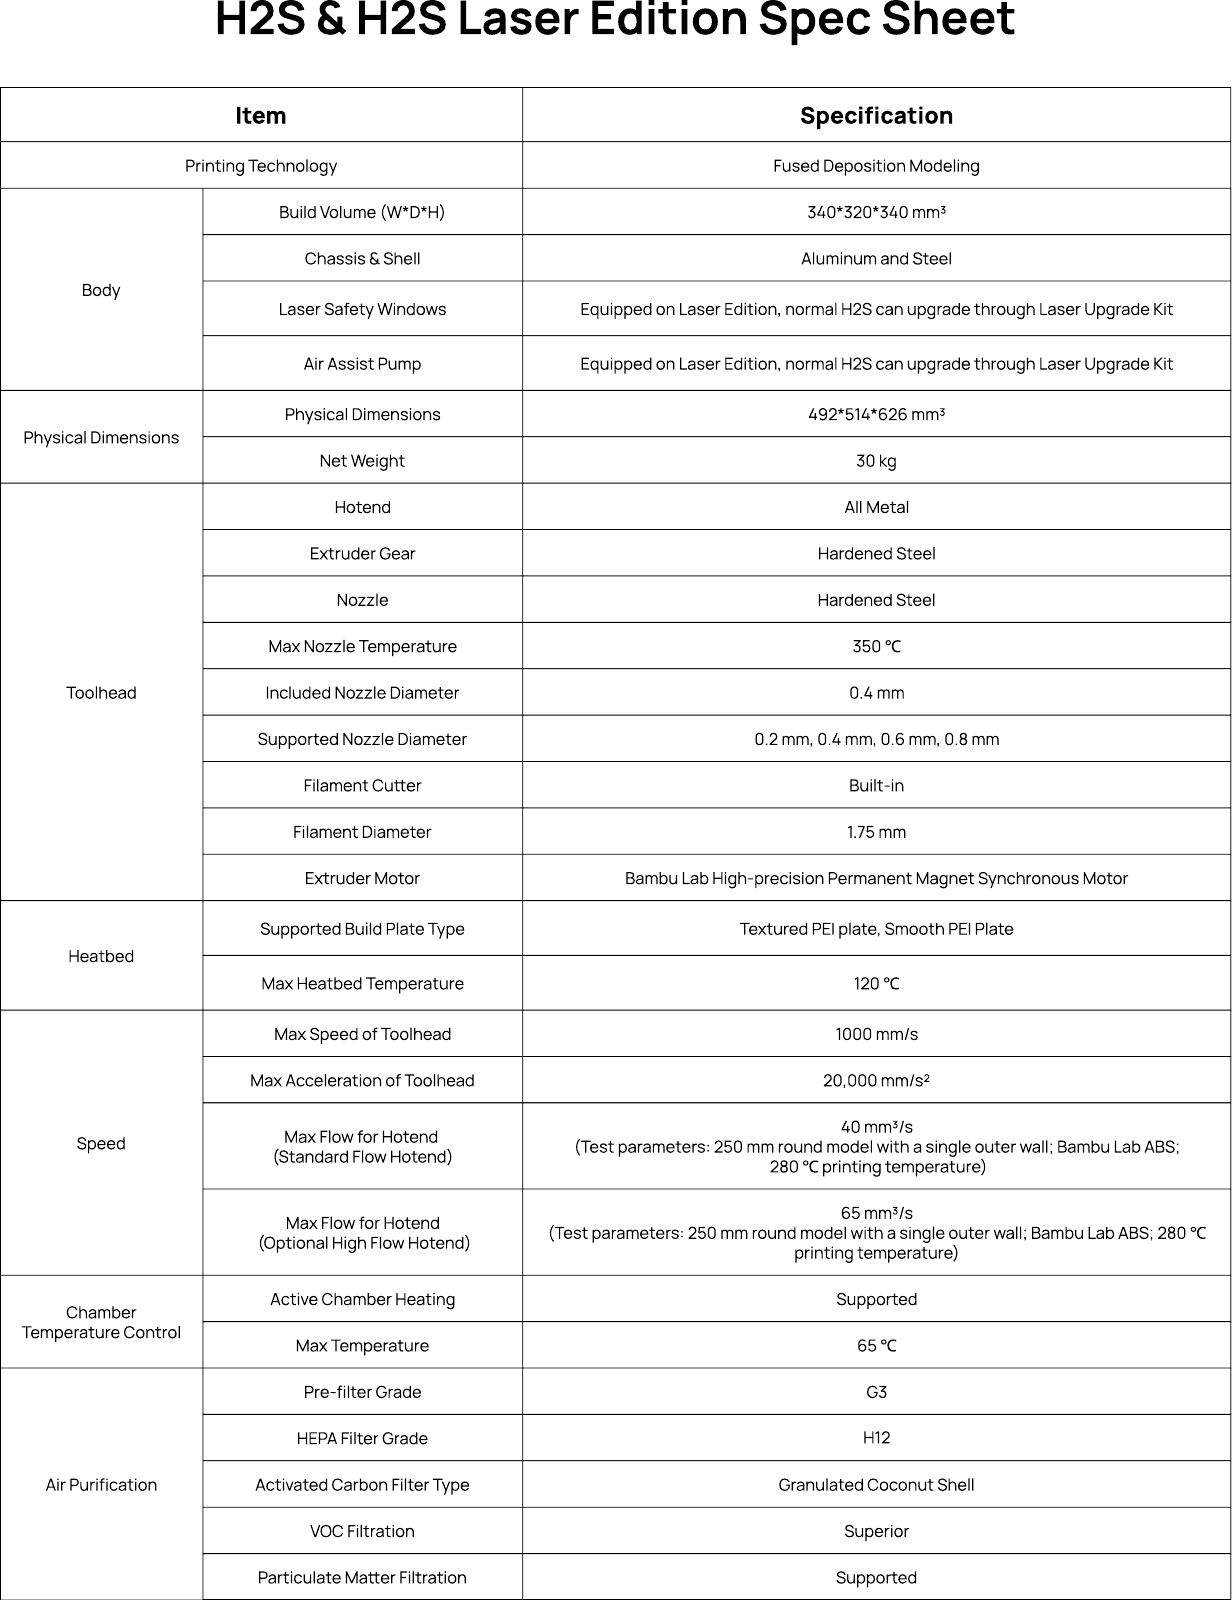 H2S & H2S Laser Edition Spec Sheet
Item
Specification
Printing Technology
Fused Deposition Modeling
Body
Build Volume (W*D*H)
340*320*340 mm³
Chassis & Shell
Aluminum and Steel
Laser Safety Windows
Equipped on Laser Edition, normal H2S can upgrade through Laser Upgrade Kit
Air Assist Pump
Equipped on Laser Edition, normal H2S can upgrade through Laser Upgrade Kit
Physical Dimensions
Physical Dimensions
492*514*626 mm³
Net Weight
30 kg
Toolhead
Hotend
All Metal
Extruder Gear
Hardened Steel
Nozzle
Hardened Steel
Max Nozzle Temperature
350 ℃
Included Nozzle Diameter
0.4 mm
Supported Nozzle Diameter
0.2 mm, 0.4 mm, 0.6 mm, 0.8 mm
Filament Cutter
Built-in
Filament Diameter
1.75 mm
Extruder Motor
Bambu Lab High-precision Permanent Magnet Synchronous Motor
Heatbed
Supported Build Plate Type
Textured PEI plate, Smooth PEI Plate
Max Heatbed Temperature
120 ℃
Speed
Max Speed of Toolhead
1000 mm/s
Max Acceleration of Toolhead
20,000 mm/s²
Max Flow for Hotend
(Standard Flow Hotend)
40 mm³/s
(Test parameters: 250 mm round model with a single outer wall; Bambu Lab ABS;
280 ℃ printing temperature)
Max Flow for Hotend
(Optional High Flow Hotend)
65 mm³/s
(Test parameters: 250 mm round model with a single outer wall; Bambu Lab ABS; 280 ℃
printing temperature)
Chamber
Temperature Control
Active Chamber Heating
Supported
Max Temperature
65 ℃
Air Purification
Pre-filter Grade
G3
HEPA Filter Grade
H12
Activated Carbon Filter Type
Granulated Coconut Shell
VOC Filtration
Superior
Particulate Matter Filtration
Supported